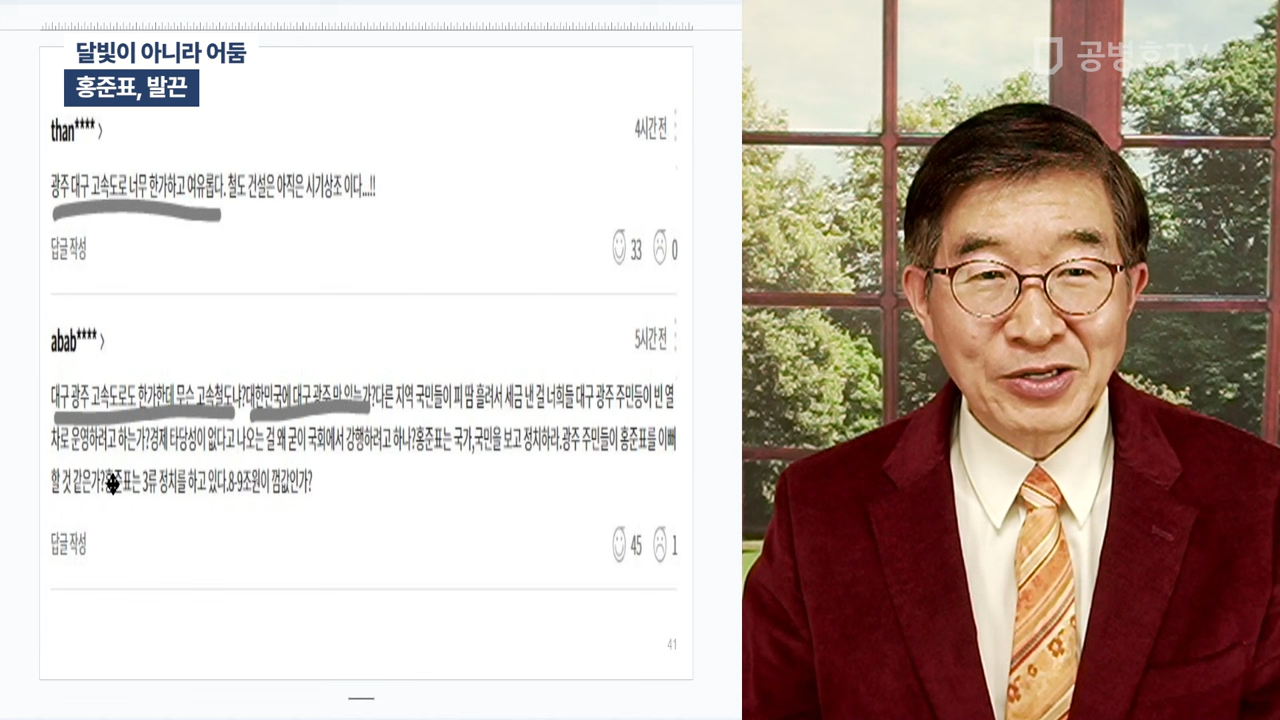 달빛이 아니라 어둠
홍준표, 발끈
공병호TV
than**** 〉
4시간 전
광주 대구 고속도로 너무 한가하고 여유롭다. 철도 건설은 아직은 시기상조 이다...!!
답글 작성
33
0
abab**** 〉
5시간 전
대구 광주 고속도로도 한가한데 무슨 고속철도냐?대한민국에 대구 광주 만 있는가?다른 지역 국민들이 피 땀 흘려서 세금 낸 걸 너희들 대구 광주 주민등이 빈 열
차로 운영하려고 하는가?경제 타당성이 없다고 나오는 걸 왜 굳이 국회에서 강행하려고 하나?홍준표는 국가,국민을 보고 정치하라.광주 주민들이 홍준표를 이뻐
할 것 같은가?홍준표는 3류 정치를 하고 있다.8-9조원이 껌값인가?
답글 작성
45
1
41